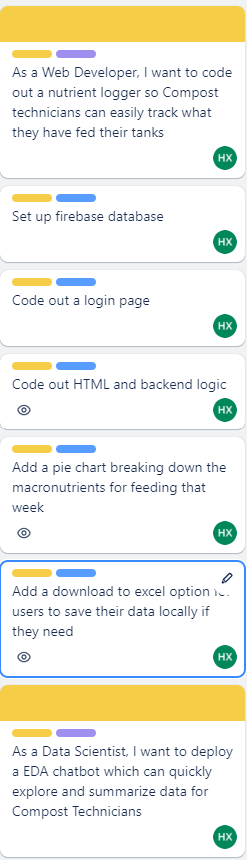 As a Web Developer, I want to code
out a nutrient logger so Compost
technicians can easily track what
they have fed their tanks
HX
Set up firebase database
HX
Code out a login page
HX
Code out HTML and backend logic
HX
Add a pie chart breaking down the
macronutrients for feeding that
week
HX
Add a download to excel option
users to save their data locally if
they need
HX
As a Data Scientist, I want to deploy
a EDA chatbot which can quickly
explore and summarize data for
Compost Technicians
HX